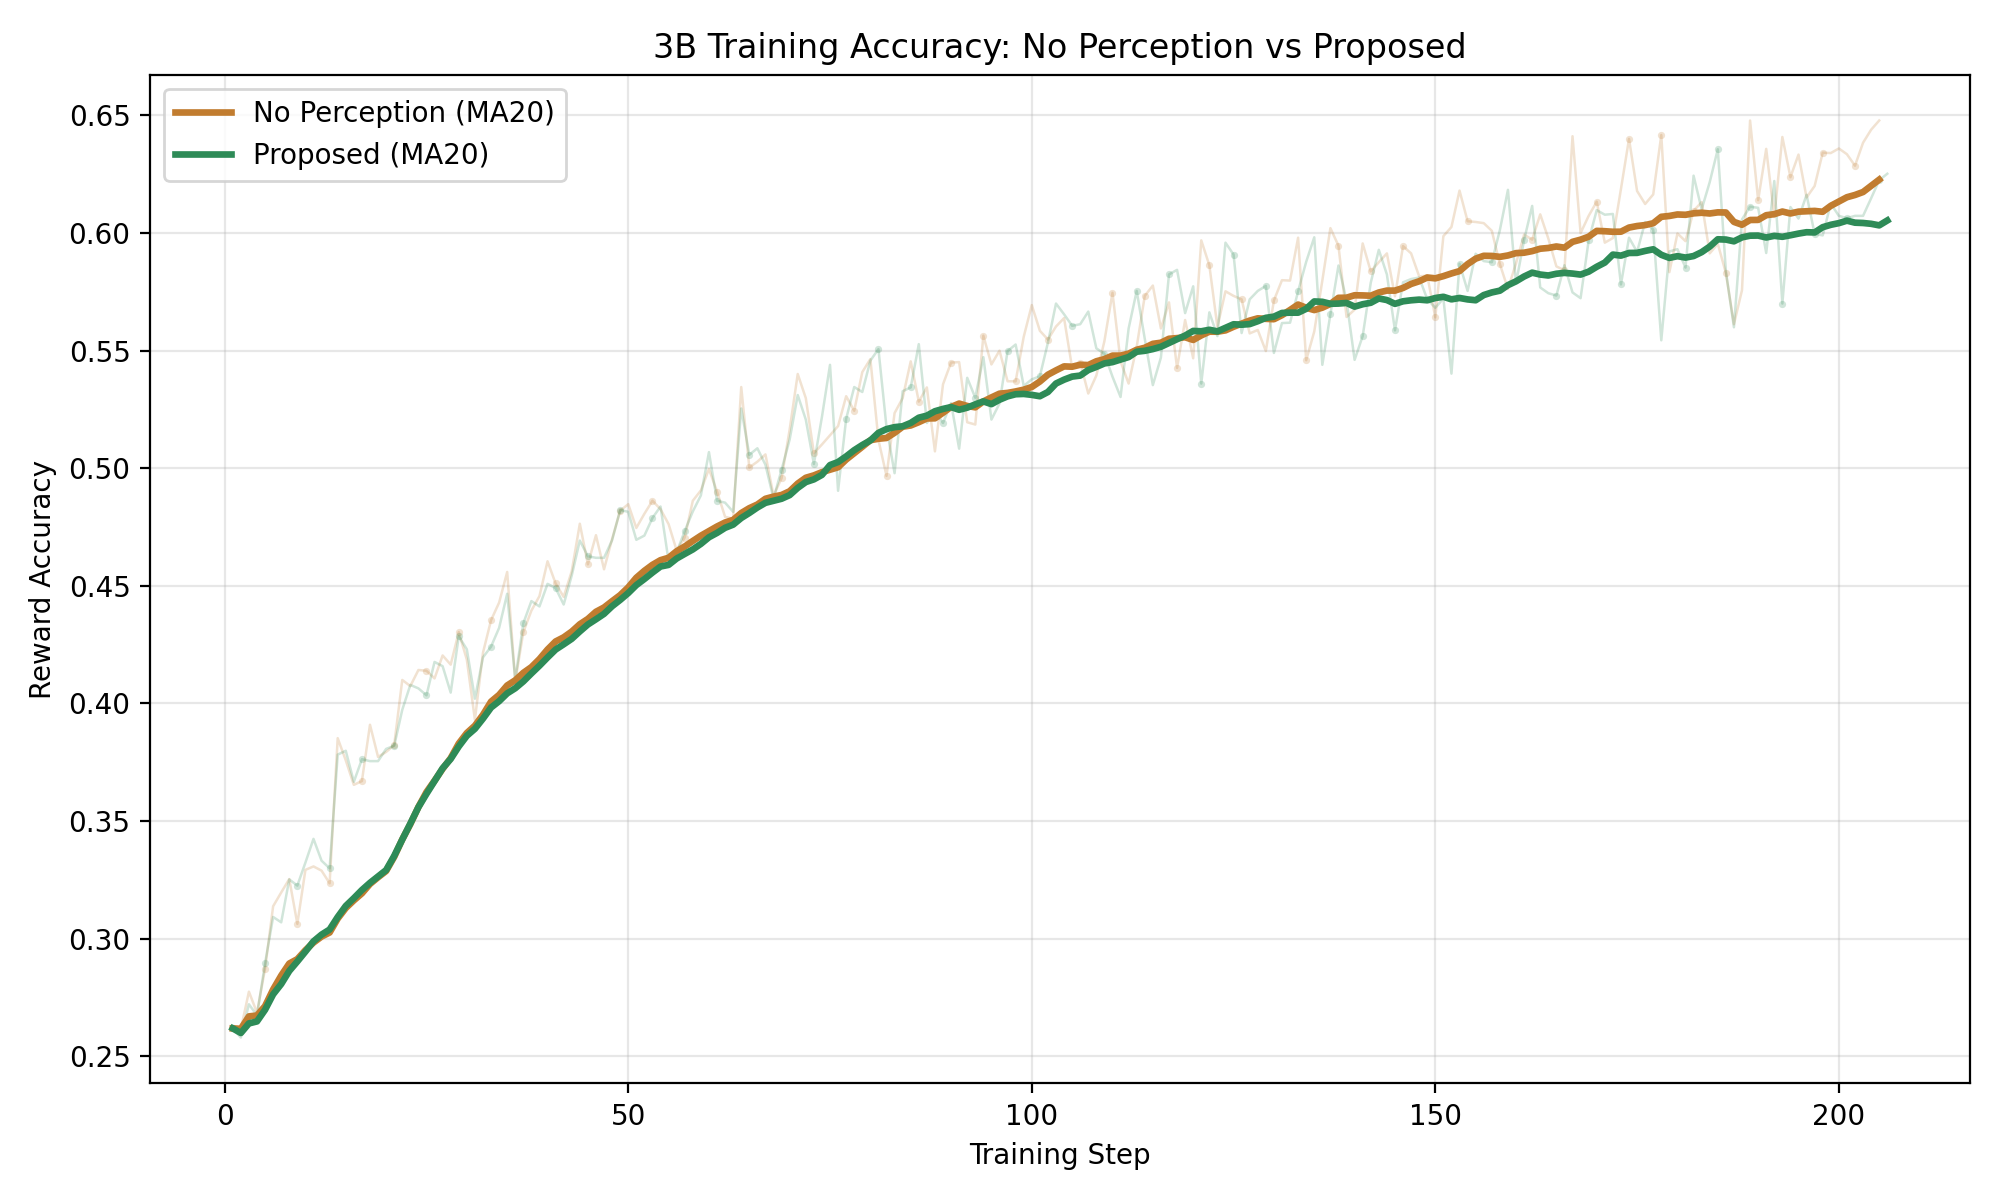 3B Training Accuracy: No Perception vs Proposed
No Perception (MA20)
Proposed (MA20)
Reward Accuracy
0.65
0.60
0.55
0.50
0.45
0.40
0.35
0.30
0.25
0 50 100 150 200
Training Step